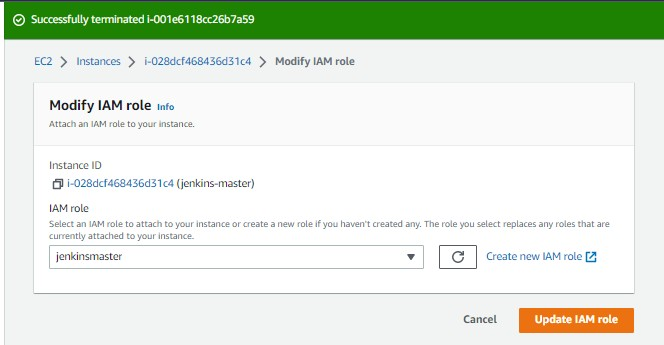 Successfully terminated i-001e6118cc26b7a59
EC2 > Instances > i-028dcf468436d31c4 > Modify IAM role
Modify IAM role Info
Attach an IAM role to your instance.
Instance ID
i-028dcf468436d31c4 (jenkins-master)
IAM role
Select an IAM role to attach to your instance or create a new role if you haven't created any. The role you select replaces any roles that are
currently attached to your instance.
jenkinsmaster
Create new IAM role
Cancel
Update IAM role